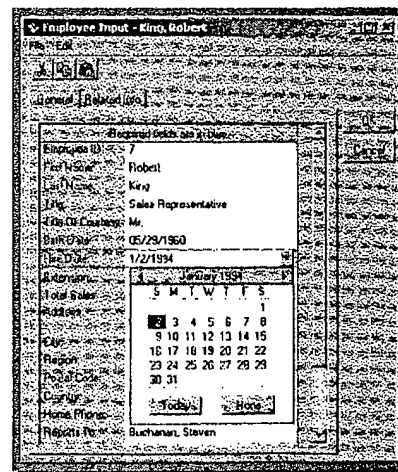 Employee Input - King, Robert
File Edit
General Related Info
Required fields are in blue
Employee ID 7
First Name Robert
Last Name King
Title Sales Representative
Title Of Courtesy Mr.
Birth Date 05/29/1960
Hire Date 1/2/1994
Extension
January 1994
Total Sales
S M T W T F S
Address
1
2 3 4 5 6 7 8
City
9 10 11 12 13 14 15
Region
16 17 18 19 20 21 22
Postal Code
23 24 25 26 27 28 29
Country
30 31
Home Phone
Today None
Reports To Buchanan, Steven
Cancel